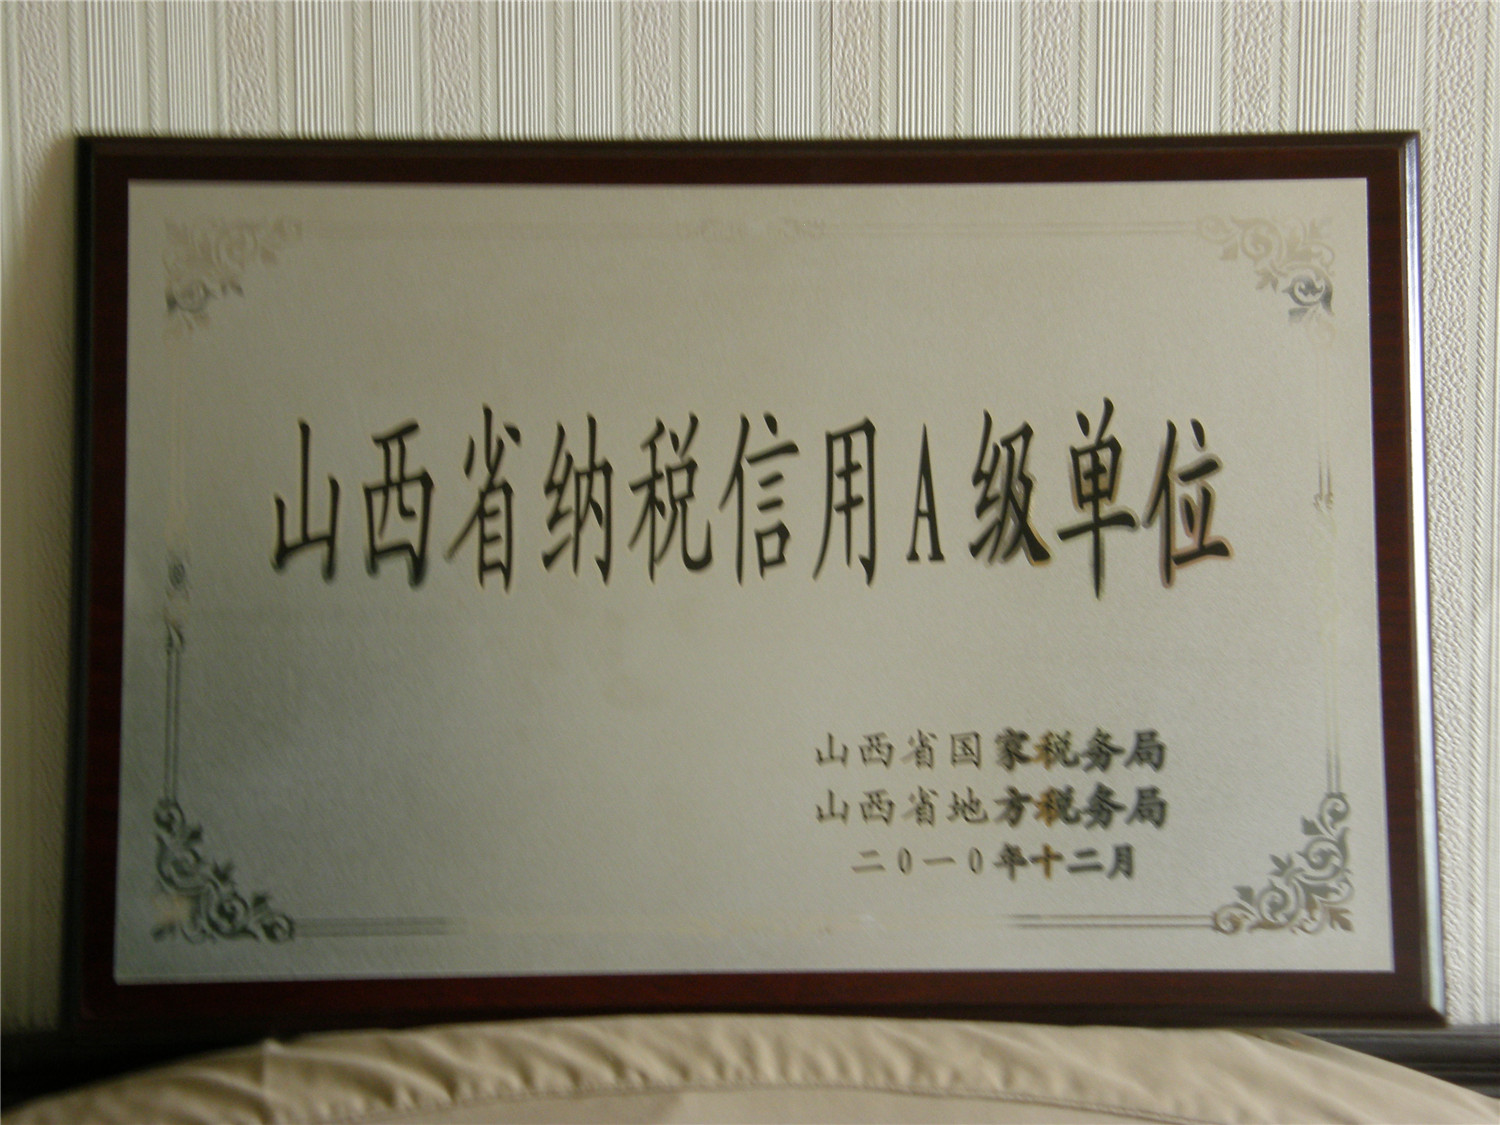 山西省纳税信用A级单位
山西省国家税务局
山西省地方税务局
二0一0年十二月